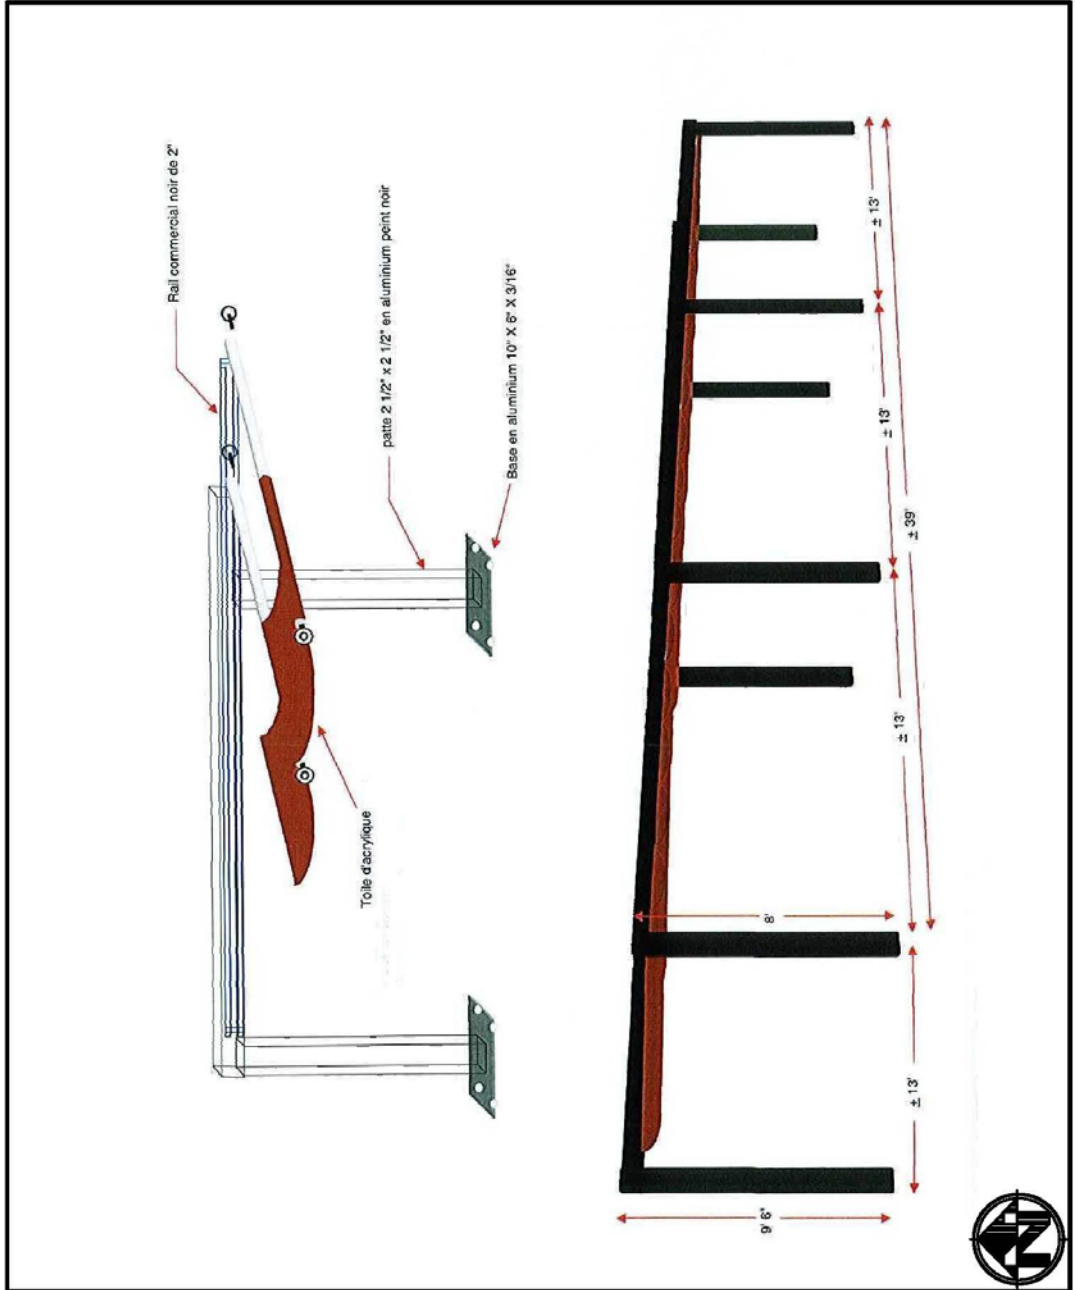 Rail commercial noir de 2"
patte 2 1/2" x 2 1/2" en aluminium peint noir
Base en aluminium 10" X 6" X 3/16"
Toile d'acrylique
± 13'
± 13'
± 39'
± 13'
8'
± 13'
9' 6"